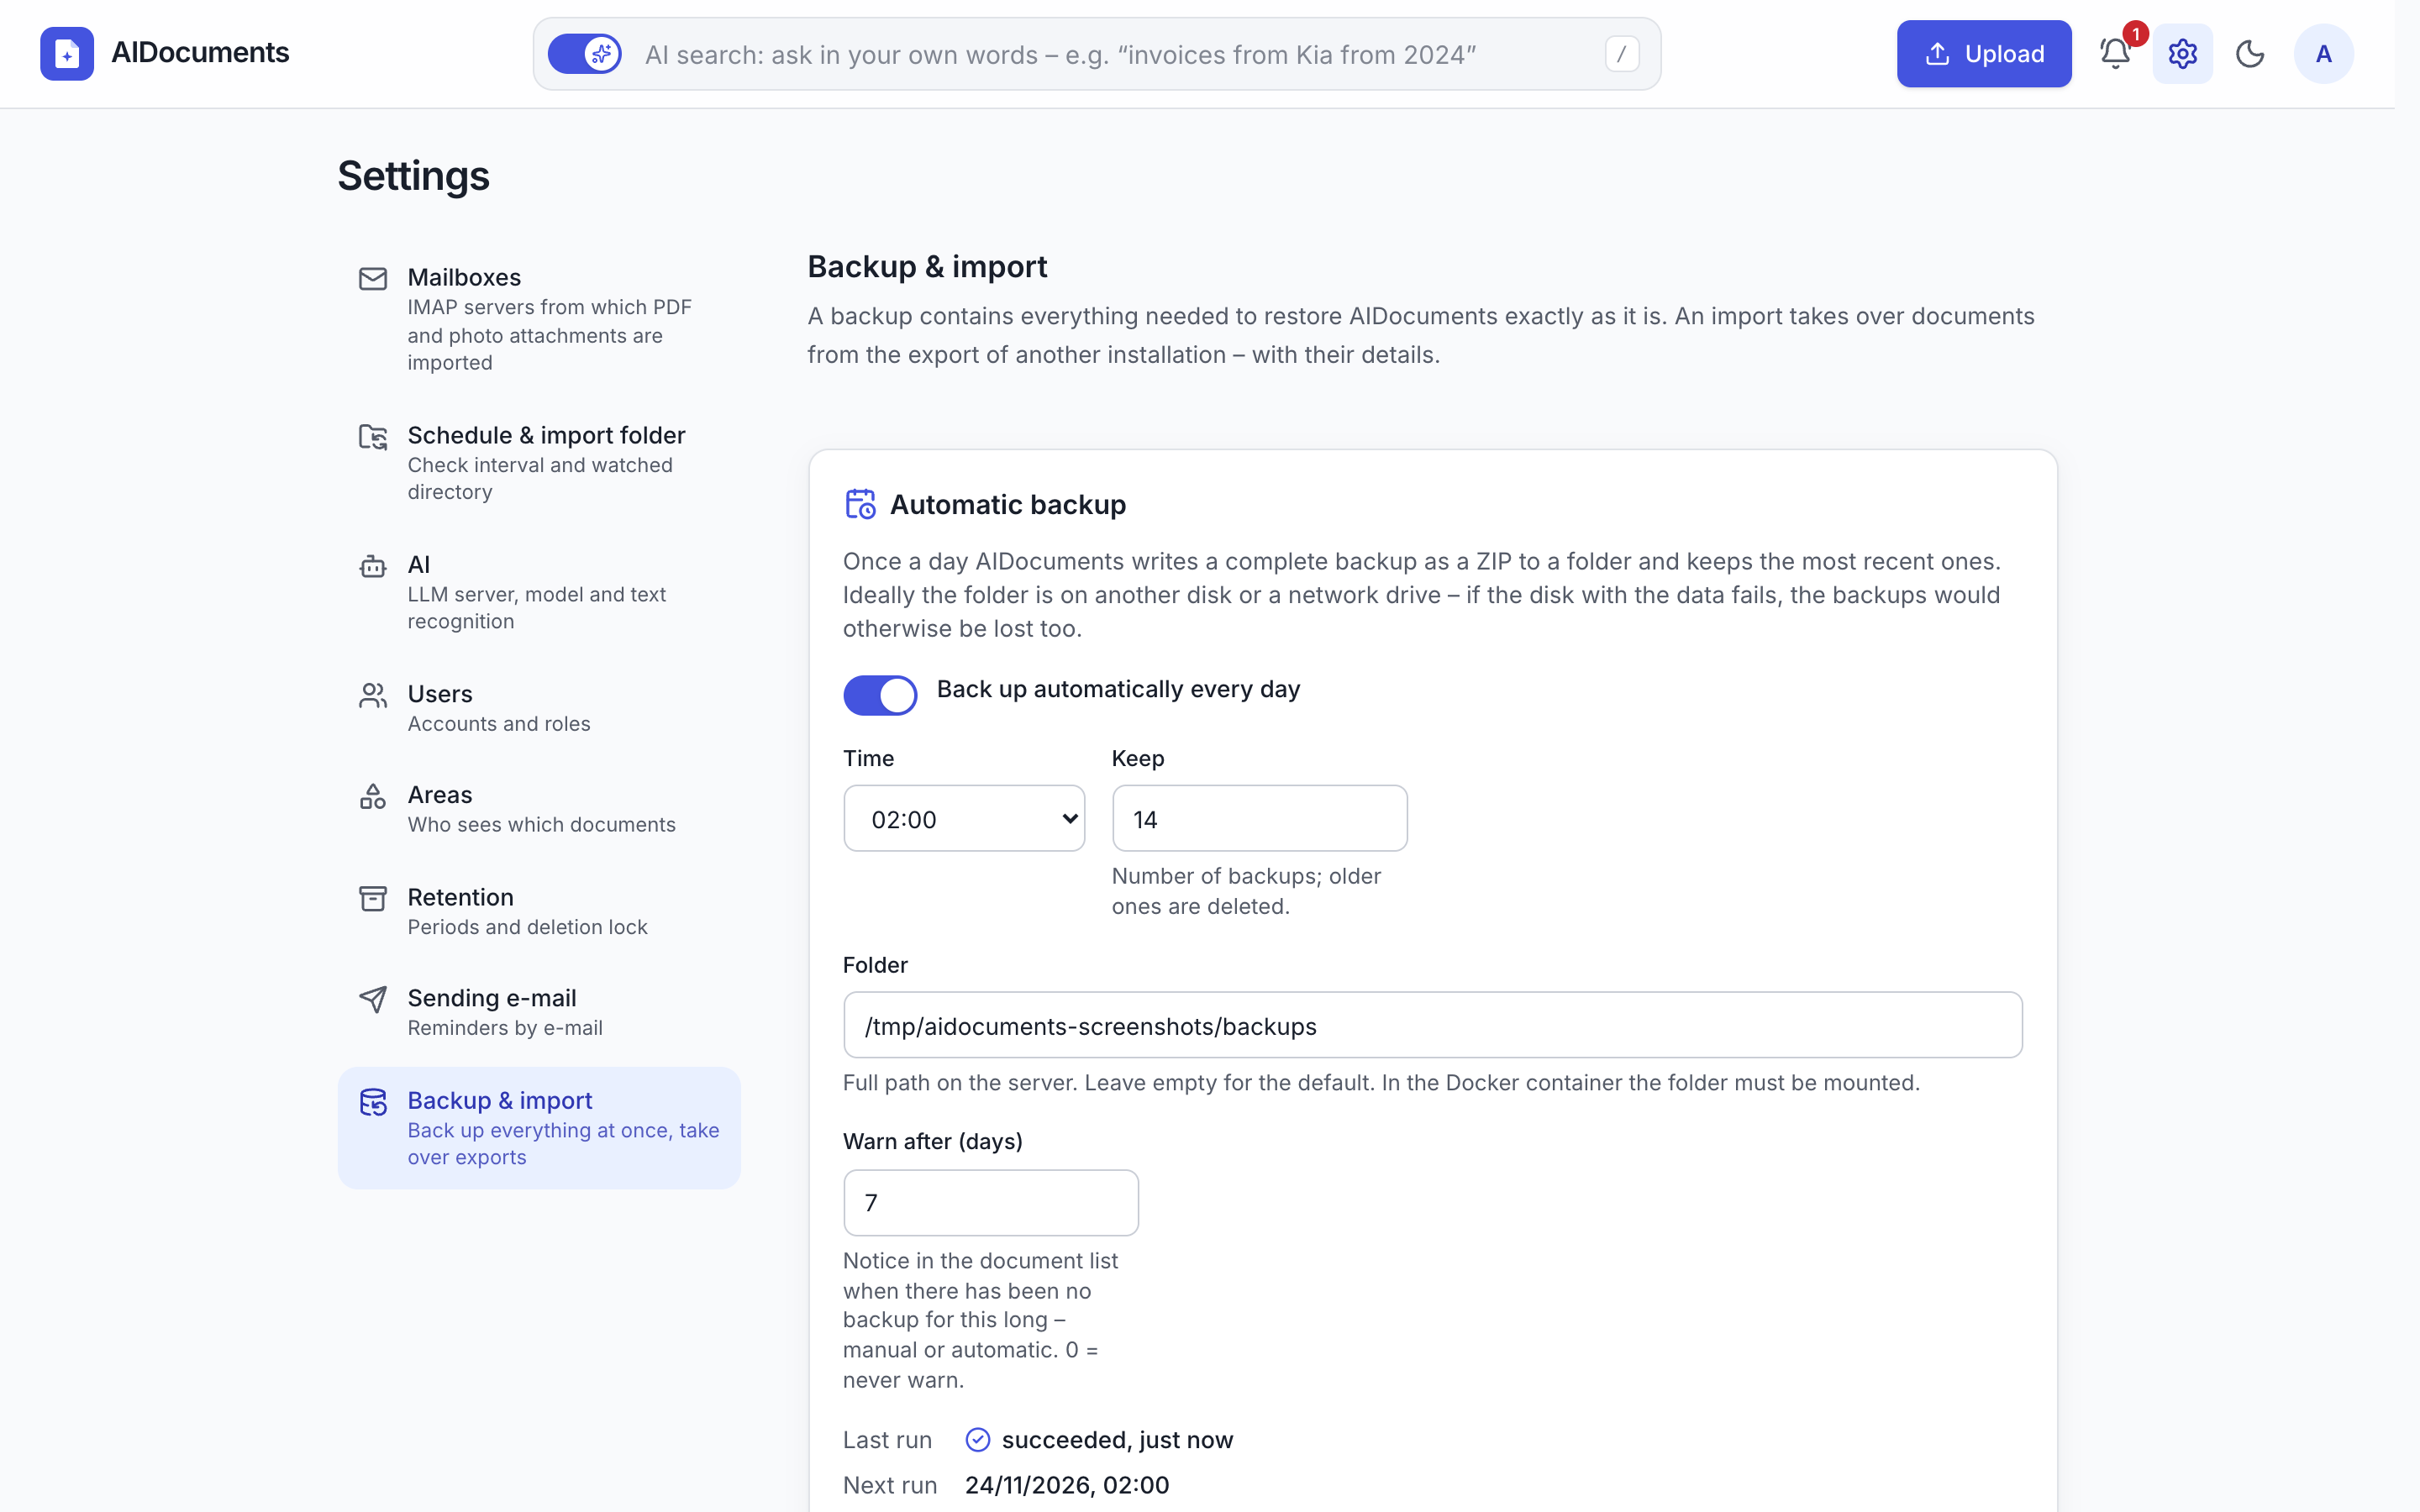 AIDocuments
AI search: ask in your own words – e.g. “invoices from Kia from 2024”
/
Upload
1
A
Settings
Mailboxes
IMAP servers from which PDF
and photo attachments are
imported
Schedule & import folder
Check interval and watched
directory
AI
LLM server, model and text
recognition
Users
Accounts and roles
Areas
Who sees which documents
Retention
Periods and deletion lock
Sending e-mail
Reminders by e-mail
Backup & import
Back up everything at once, take
over exports
Backup & import
A backup contains everything needed to restore AIDocuments exactly as it is. An import takes over documents
from the export of another installation – with their details.
Automatic backup
Once a day AIDocuments writes a complete backup as a ZIP to a folder and keeps the most recent ones.
Ideally the folder is on another disk or a network drive – if the disk with the data fails, the backups would
otherwise be lost too.
Back up automatically every day
Time
Keep
02:00
14
Number of backups; older
ones are deleted.
Folder
/tmp/aidocuments-screenshots/backups
Full path on the server. Leave empty for the default. In the Docker container the folder must be mounted.
Warn after (days)
7
Notice in the document list
when there has been no
backup for this long –
manual or automatic. 0 =
never warn.
Last run succeeded, just now
Next run 24/11/2026, 02:00